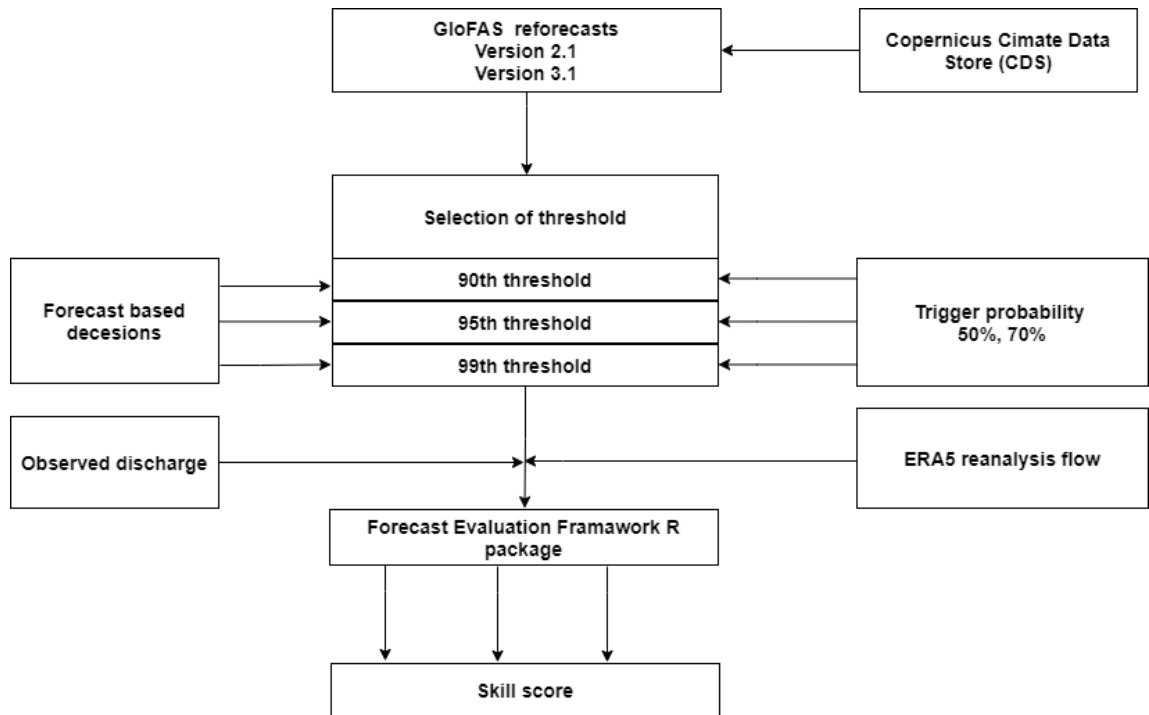 GloFAS reforecasts
Version 2.1
Version 3.1
Copernicus Cimate Data
Store (CDS)
Selection of threshold
90th threshold
95th threshold
99th threshold
Forecast based
decesions
Trigger probability
50%, 70%
Observed discharge
ERA5 reanalysis flow
Forecast Evaluation Framawork R
package
Skill score